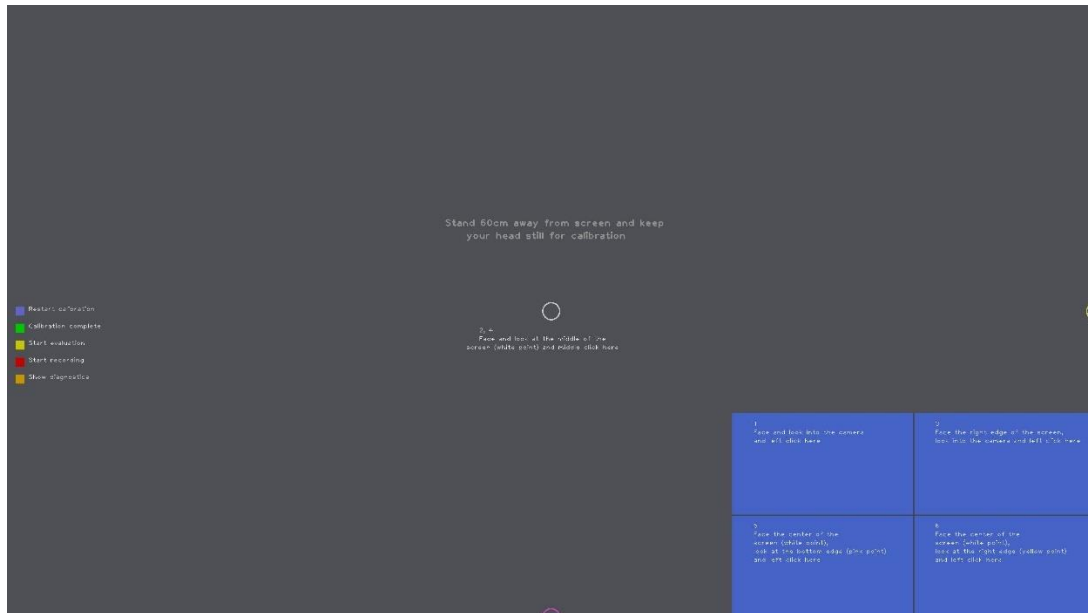 Stand 60cm away from screen and keep
your head still for calibration
Restart calibration
Calibration complete
Start evaluation
Start recording
Show diagnostics
2, 4
Face and look at the middle of the
screen (white point) and middle click here
1
Face and look into the camera
and left click here
3
Face the right edge of the screen,
look into the camera and left click here
5
Face the center of the
screen (white point),
look at the bottom edge (pink point)
and left click here
6
Face the center of the
screen (white point),
look at the right edge (yellow point)
and left click here